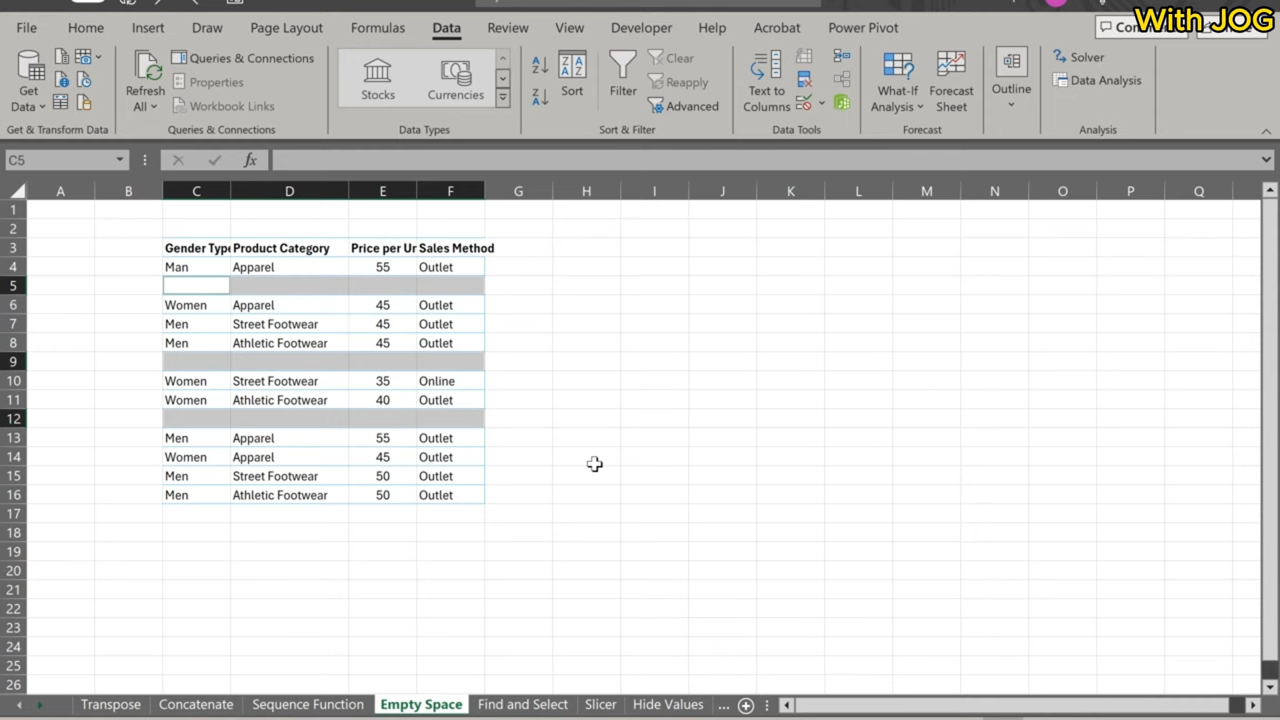 With JOG
File Home Insert Draw Page Layout Formulas Data Review View Developer Help Acrobat Power Pivot
Get Data
Refresh All
Queries & Connections
Properties
Workbook Links
Stocks
Currencies
Sort
Filter
Clear
Reapply
Advanced
Text to Columns
What-If Analysis
Forecast Sheet
Outline
Solver
Data Analysis
Get & Transform Data Queries & Connections Data Types Sort & Filter Data Tools Forecast Analysis
C5 fx
A B C D E F G H I J K L M N O P Q
1
2
3 Gender Type Product Category Price per Ur Sales Method
4 Man Apparel 55 Outlet
5
6 Women Apparel 45 Outlet
7 Men Street Footwear 45 Outlet
8 Men Athletic Footwear 45 Outlet
9
10 Women Street Footwear 35 Online
11 Women Athletic Footwear 40 Outlet
12
13 Men Apparel 55 Outlet
14 Women Apparel 45 Outlet
15 Men Street Footwear 50 Outlet
16 Men Athletic Footwear 50 Outlet
17
18
19
20
21
22
23
24
25
26
Transpose Concatenate Sequence Function Empty Space Find and Select Slicer Hide Values ...